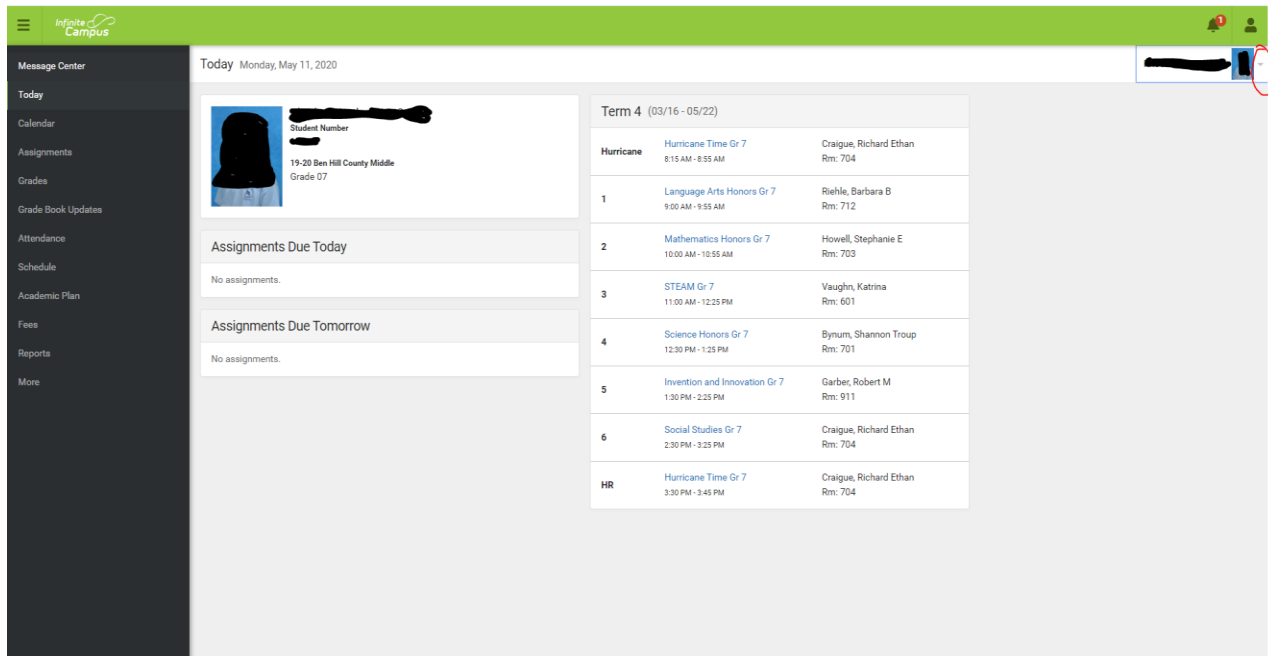 Infinite
Campus
1
Message Center
Today
Calendar
Assignments
Grades
Grade Book Updates
Attendance
Schedule
Academic Plan
Fees
Reports
More
Today Monday, May 11, 2020
Student Number
19-20 Ben Hill County Middle
Grade 07
Assignments Due Today
No assignments.
Assignments Due Tomorrow
No assignments.
Term 4 (03/16 - 05/22)
Hurricane Hurricane Time Gr 7 Craigue, Richard Ethan
8:15 AM - 8:55 AM Rm: 704
1 Language Arts Honors Gr 7 Riehle, Barbara B
9:00 AM - 9:55 AM Rm: 712
2 Mathematics Honors Gr 7 Howell, Stephanie E
10:00 AM - 10:55 AM Rm: 703
3 STEAM Gr 7 Vaughn, Katrina
11:00 AM - 12:25 PM Rm: 601
4 Science Honors Gr 7 Bynum, Shannon Troup
12:30 PM - 1:25 PM Rm: 701
5 Invention and Innovation Gr 7 Garber, Robert M
1:30 PM - 2:25 PM Rm: 911
6 Social Studies Gr 7 Craigue, Richard Ethan
2:30 PM - 3:25 PM Rm: 704
HR Hurricane Time Gr 7 Craigue, Richard Ethan
3:30 PM - 3:45 PM Rm: 704